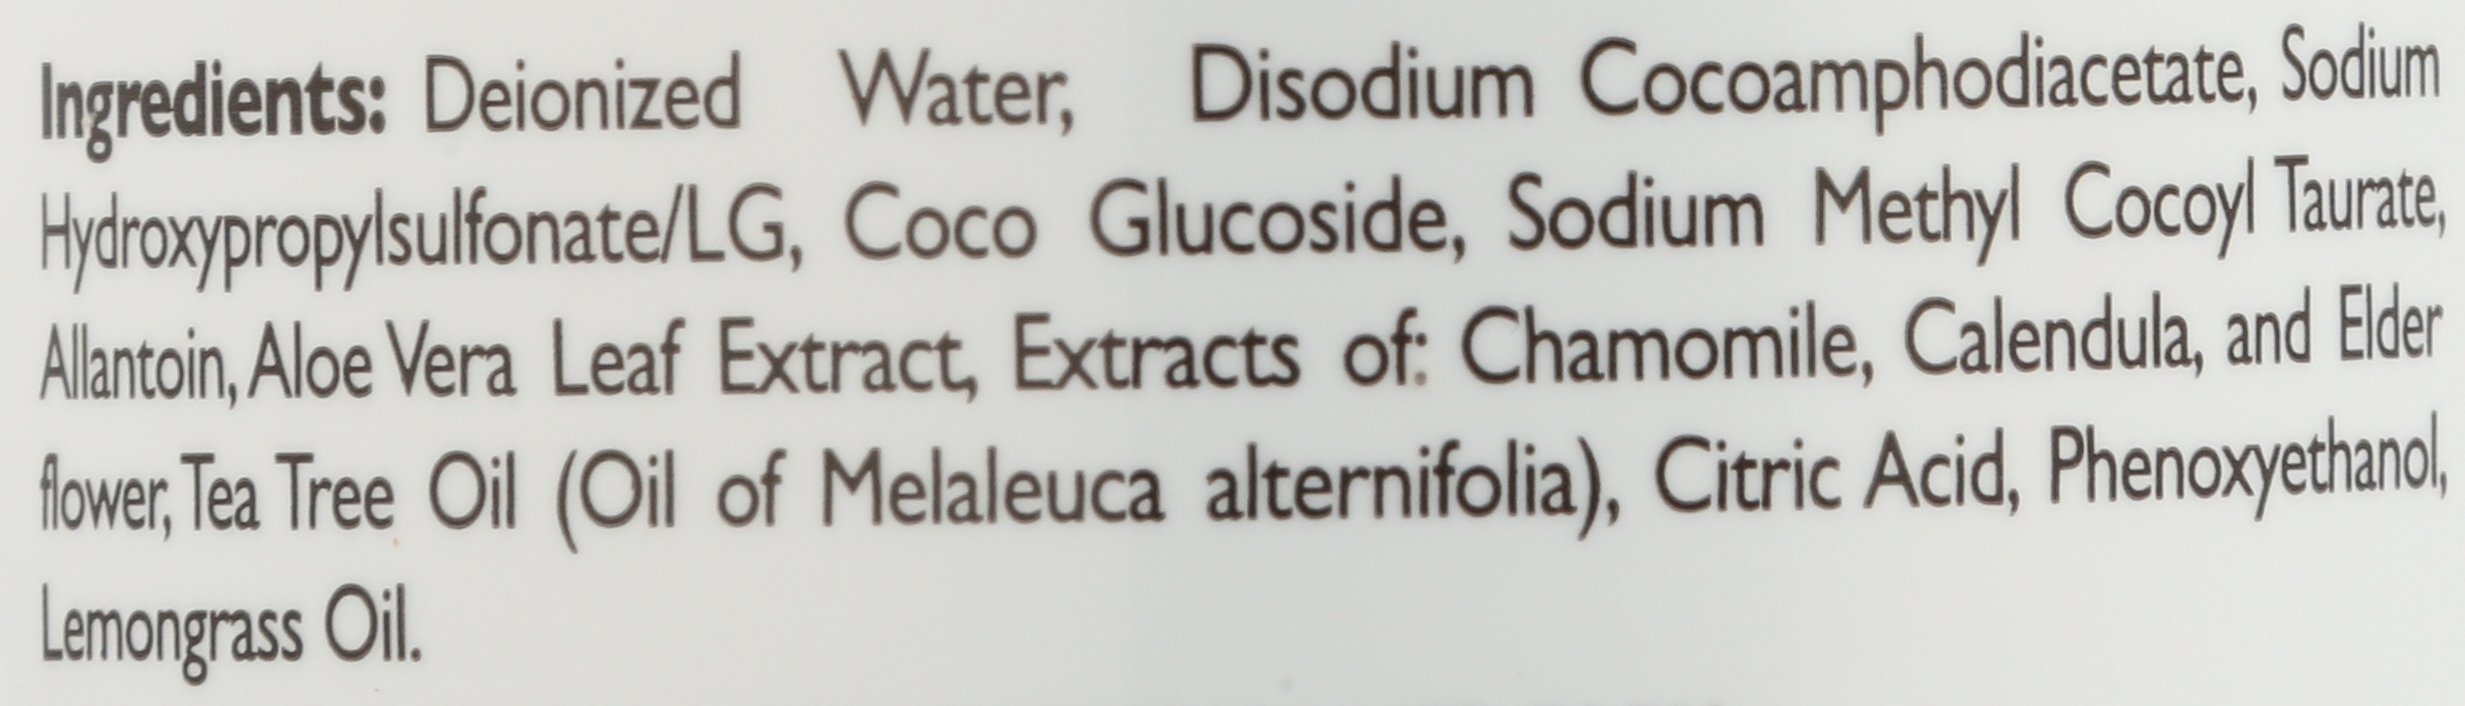 Ingredients: Deionized Water, Disodium Cocoamphodiacetate, Sodium
Hydroxypropylsulfonate/LG, Coco Glucoside, Sodium Methyl Cocoyl Taurate,
Allantoin, Aloe Vera Leaf Extract, Extracts of: Chamomile, Calendula, and Elder
flower, Tea Tree Oil (Oil of Melaleuca alternifolia), Citric Acid, Phenoxyethanol,
Lemongrass Oil.